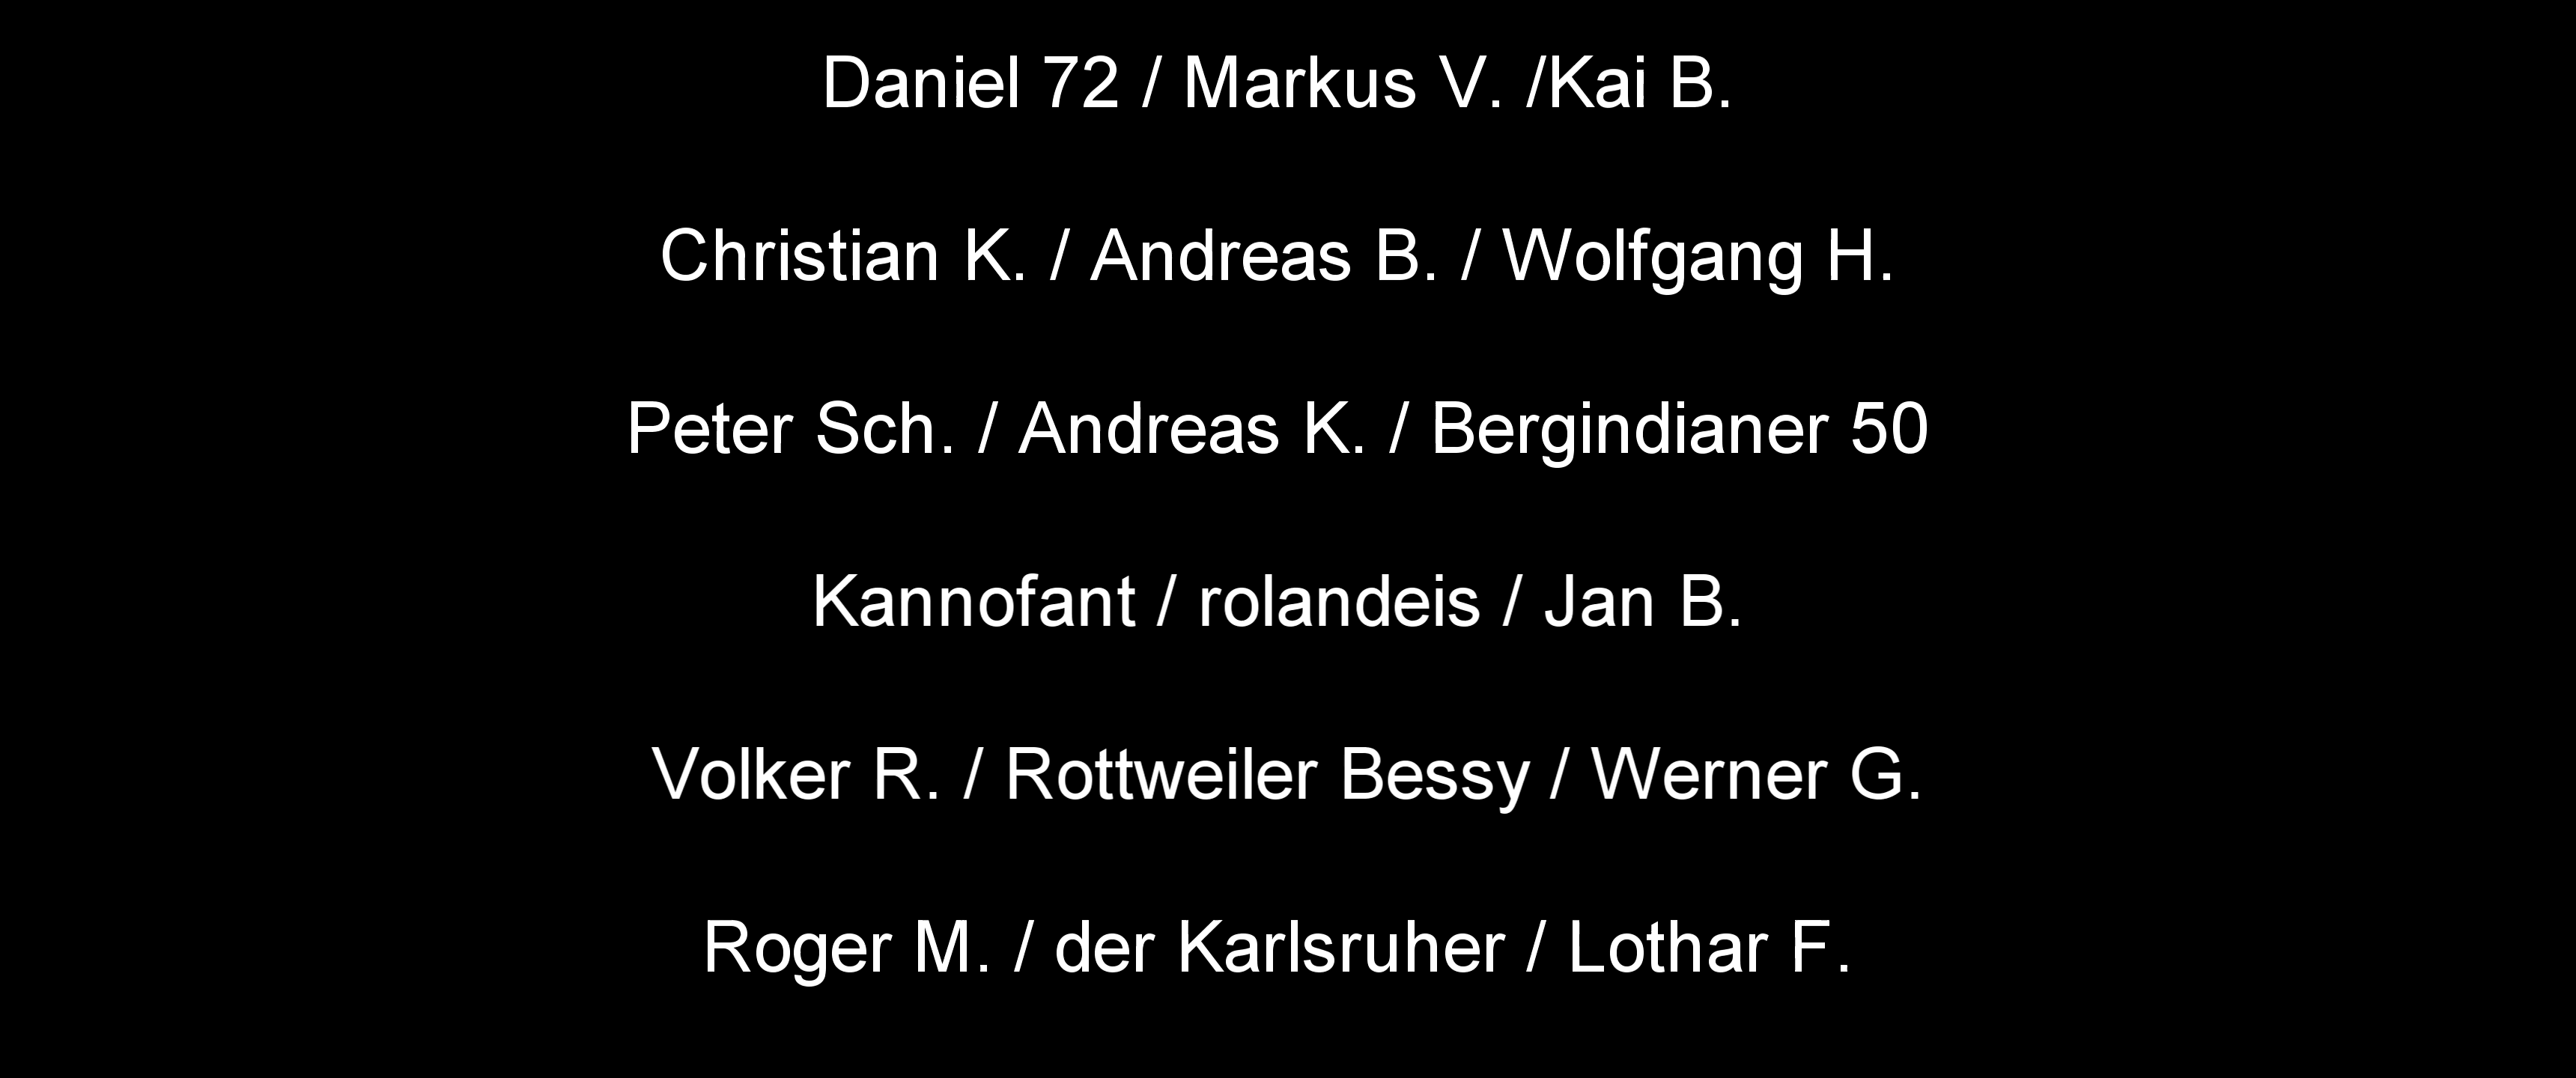 Daniel 72 / Markus V. /Kai B.
Christian K. / Andreas B. / Wolfgang H.
Peter Sch. / Andreas K. / Bergindianer 50
Kannofant / rolandeis / Jan B.
Volker R. / Rottweiler Bessy / Werner G.
Roger M. / der Karlsruher / Lothar F.